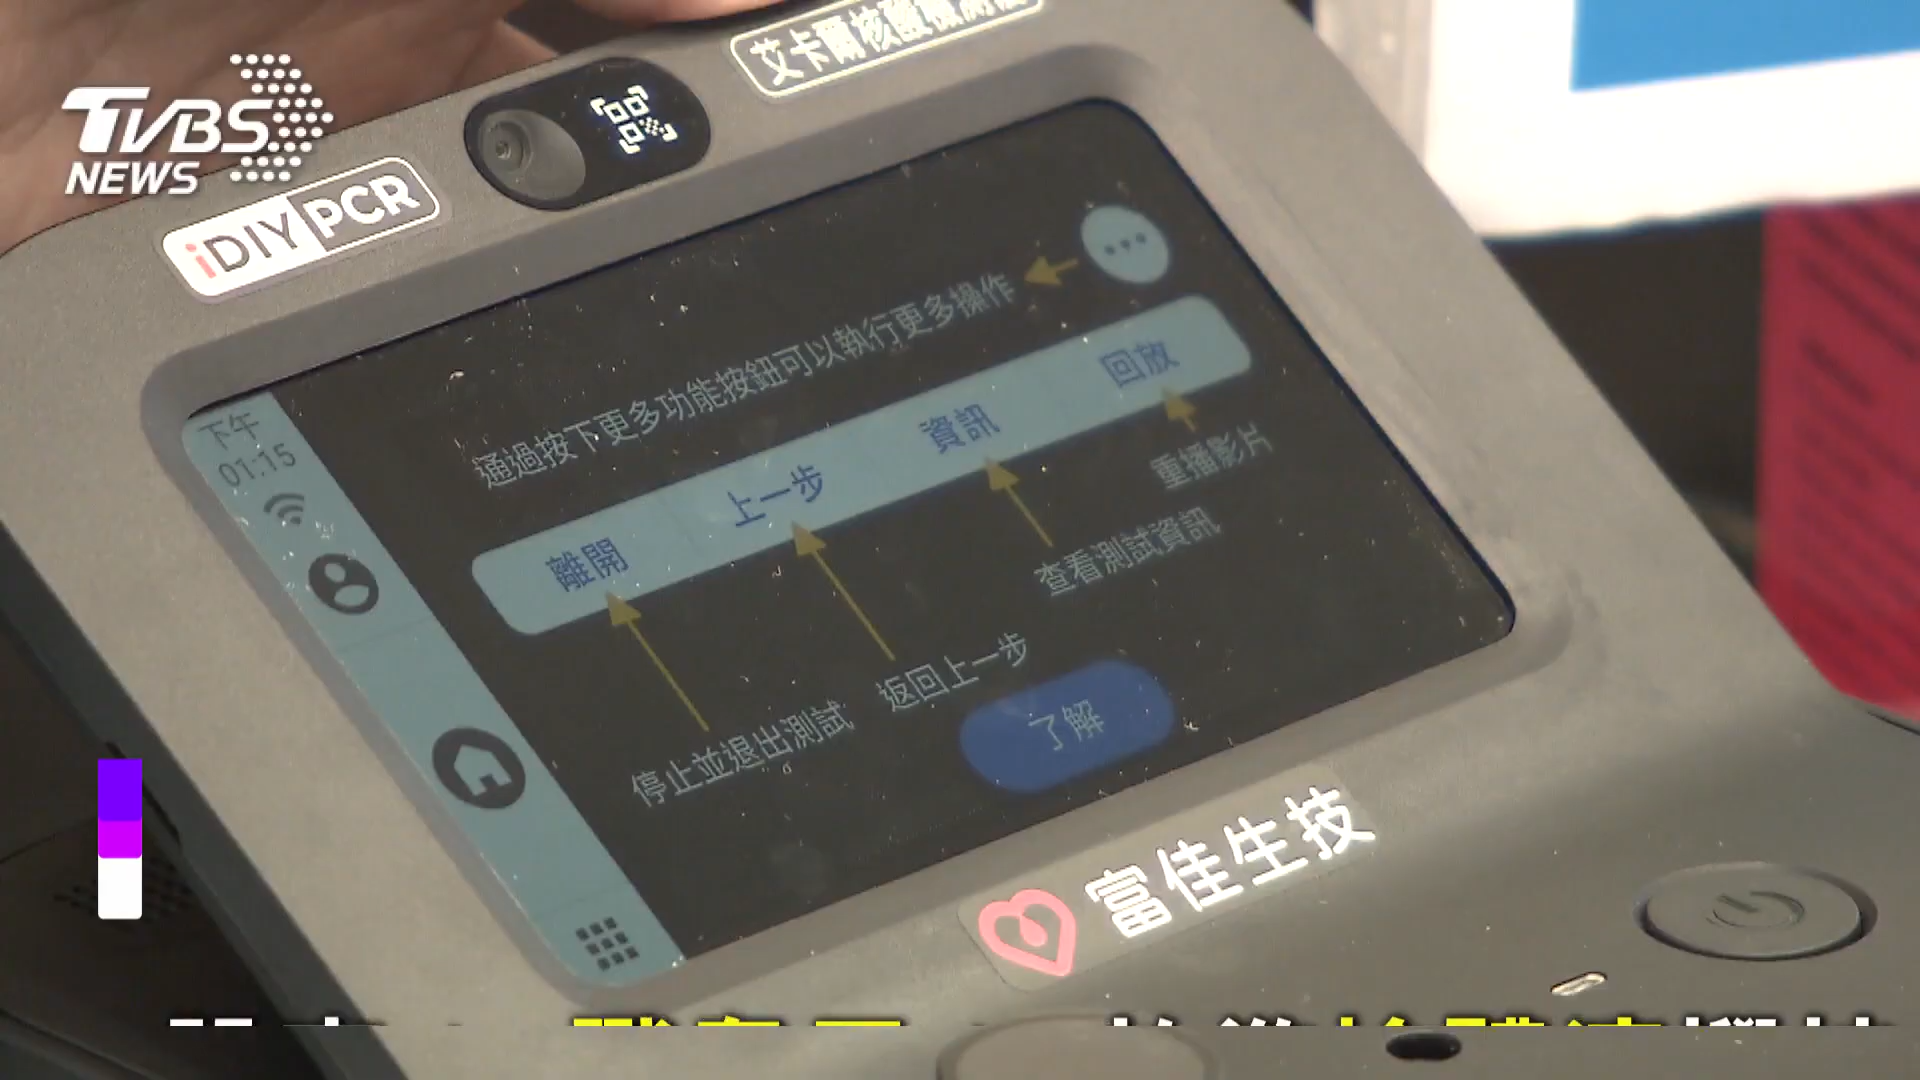 TVBS
NEWS
iDIYPCR
艾卡爾核醣檢測儀
下午
01:15
通過按下更多功能按鈕可以執行更多操作
離開
上一步
資訊
回放
重播影片
查看測試資訊
返回上一步
停止並退出測試
了解
富佳生技